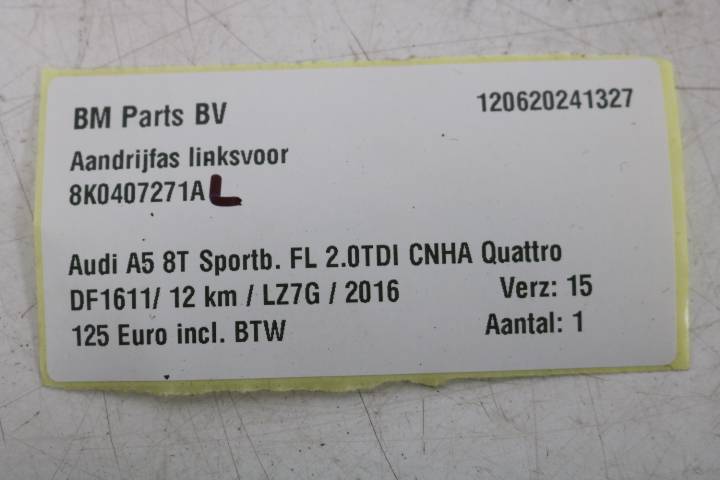 BM Parts BV
120620241327
Aandrijfas linksvoor
8K0407271A L
Audi A5 8T Sportb. FL 2.0TDI CNHA Quattro
DF1611/ 12 km / LZ7G / 2016 Verz: 15
125 Euro incl. BTW Aantal: 1